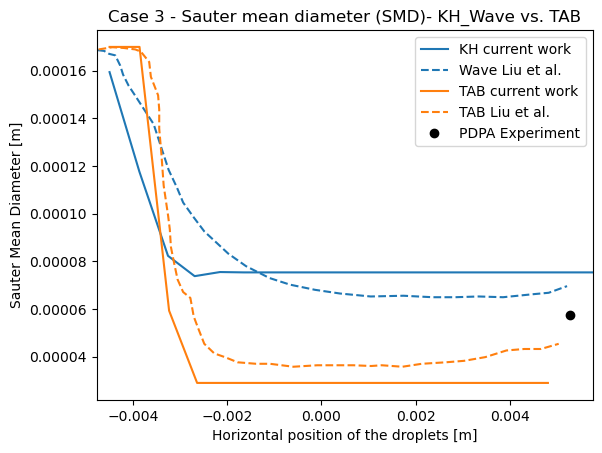 Case 3 - Sauter mean diameter (SMD)- KH_Wave vs. TAB
KH current work
Wave Liu et al.
TAB current work
TAB Liu et al.
PDPA Experiment
Sauter Mean Diameter [m]
0.00016
0.00014
0.00012
0.00010
0.00008
0.00006
0.00004
−0.004
−0.002
0.000
0.002
0.004
Horizontal position of the droplets [m]